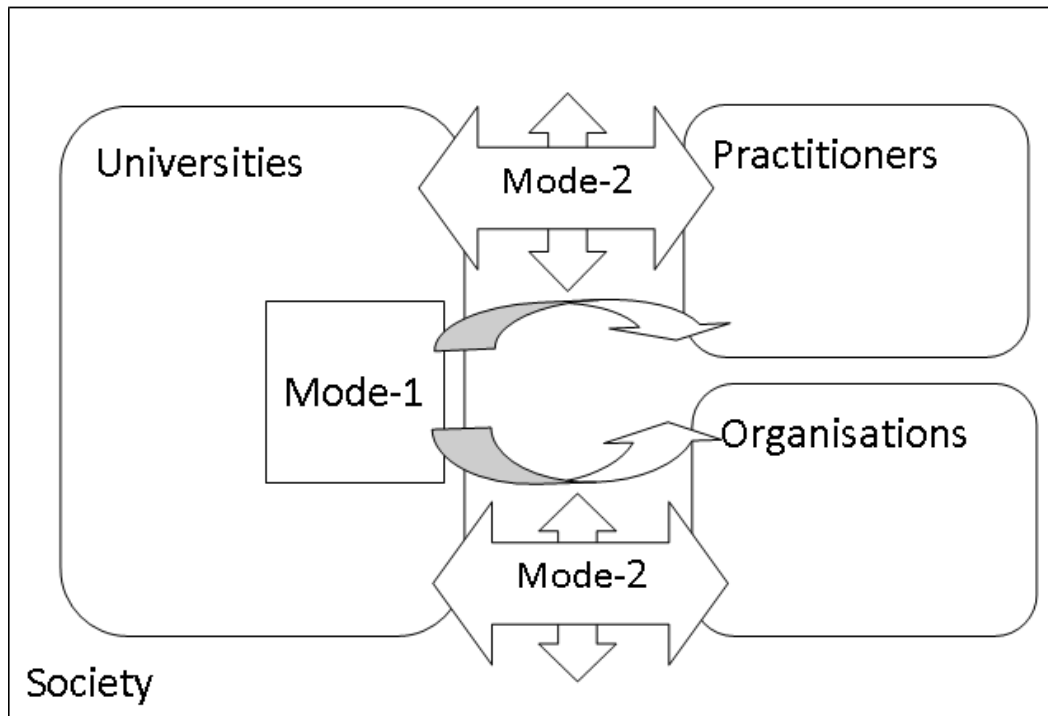 Universities
Mode-2
Practitioners
Mode-1
Organisations
Mode-2
Society